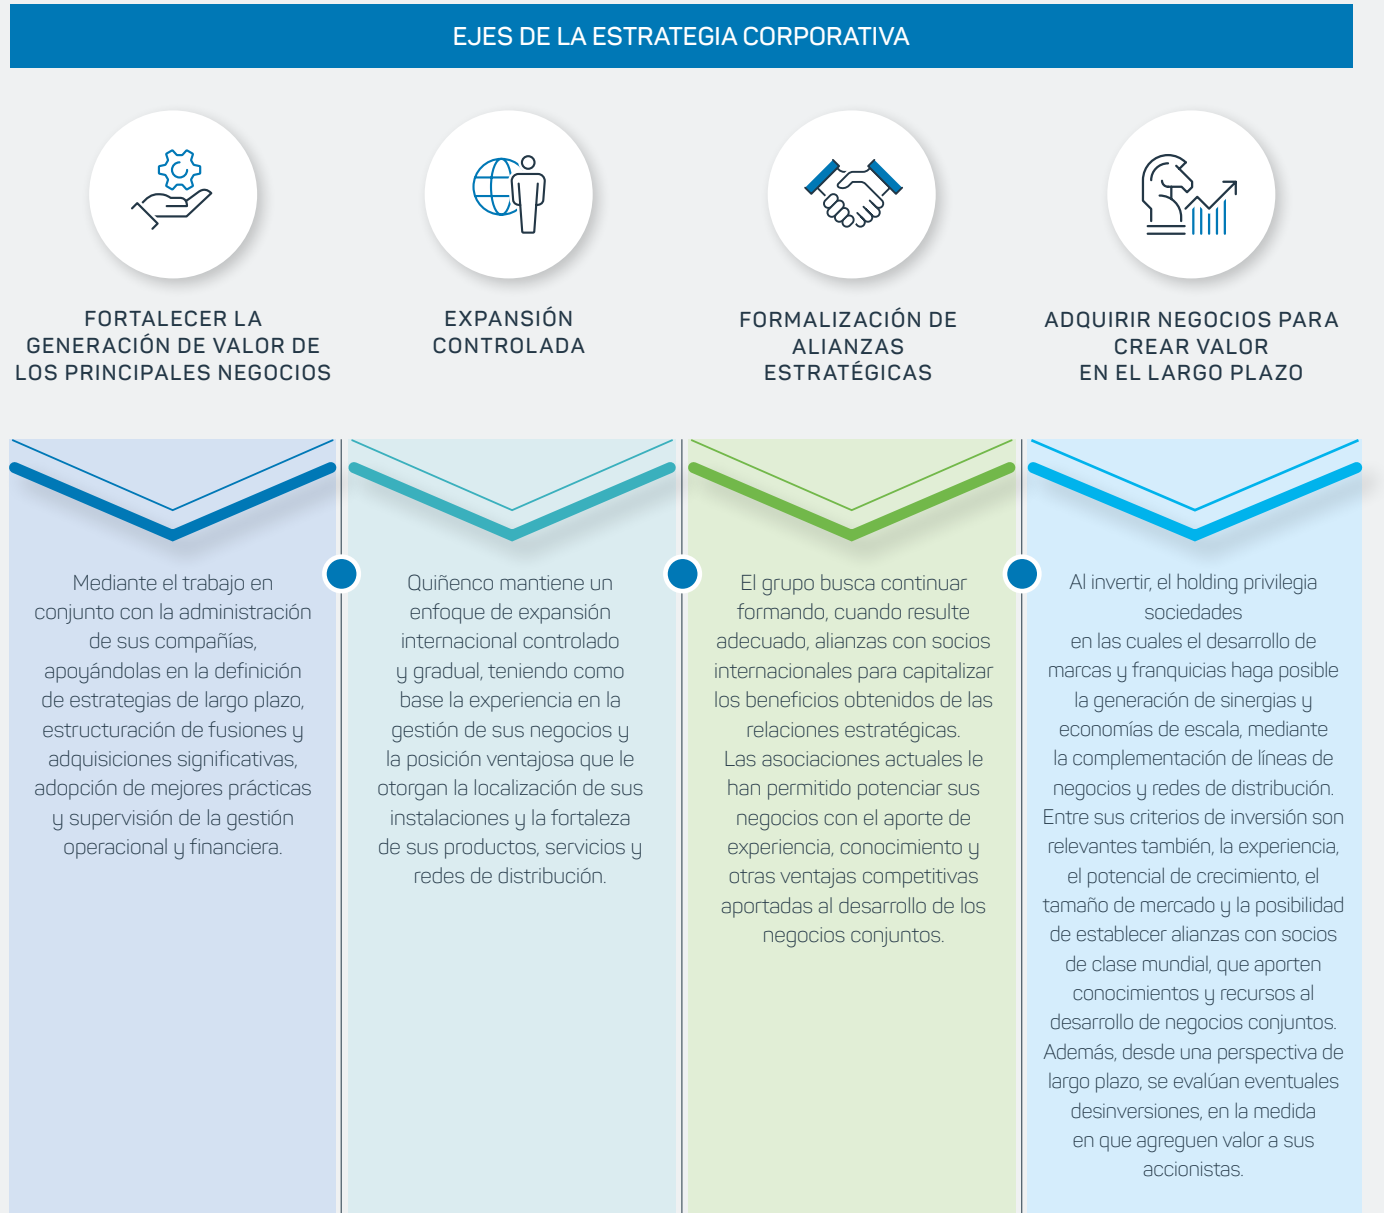 EJES DE LA ESTRATEGIA CORPORATIVA
FORTALECER LA
GENERACIÓN DE VALOR DE
LOS PRINCIPALES NEGOCIOS
EXPANSIÓN
CONTROLADA
FORMALIZACIÓN DE
ALIANZAS
ESTRATÉGICAS
ADQUIRIR NEGOCIOS PARA
CREAR VALOR
EN EL LARGO PLAZO
Mediante el trabajo en
conjunto con la administración
de sus compañías,
apoyándolas en la definición
de estrategias de largo plazo,
estructuración de fusiones y
adquisiciones significativas,
adopción de mejores prácticas
y supervisión de la gestión
operacional y financiera.
Quiñenco mantiene un
enfoque de expansión
internacional controlado
y gradual, teniendo como
base la experiencia en la
gestión de sus negocios y
la posición ventajosa que le
otorgan la localización de sus
instalaciones y la fortaleza
de sus productos, servicios y
redes de distribución.
El grupo busca continuar
formando, cuando resulte
adecuado, alianzas con socios
internacionales para capitalizar
los beneficios obtenidos de las
relaciones estratégicas.
Las asociaciones actuales le
han permitido potenciar sus
negocios con el aporte de
experiencia, conocimiento y
otras ventajas competitivas
aportadas al desarrollo de los
negocios conjuntos.
Al invertir, el holding privilegia
sociedades
en las cuales el desarrollo de
marcas y franquicias haga posible
la generación de sinergias y
economías de escala, mediante
la complementación de líneas de
negocios y redes de distribución.
Entre sus criterios de inversión son
relevantes también, la experiencia,
el potencial de crecimiento, el
tamaño de mercado y la posibilidad
de establecer alianzas con socios
de clase mundial, que aporten
conocimientos y recursos al
desarrollo de negocios conjuntos.
Además, desde una perspectiva de
largo plazo, se evalúan eventuales
desinversiones, en la medida
en que agreguen valor a sus
accionistas.